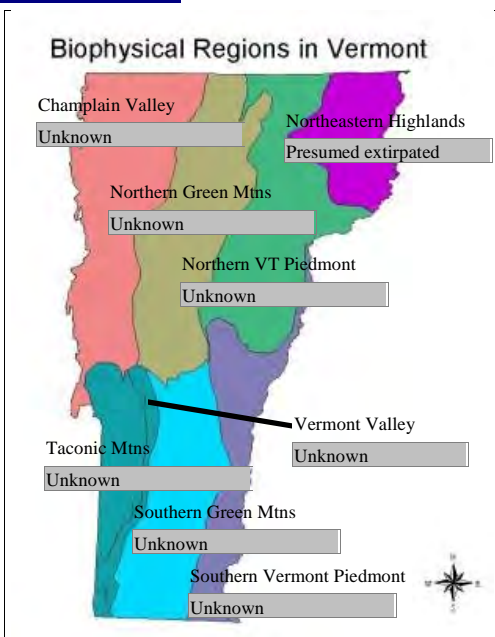 Biophysical Regions in Vermont
Champlain Valley
Unknown
Northeastern Highlands
Presumed extirpated
Northern Green Mtns
Unknown
Northern VT Piedmont
Unknown
Vermont Valley
Unknown
Taconic Mtns
Unknown
Southern Green Mtns
Unknown
Southern Vermont Piedmont
Unknown